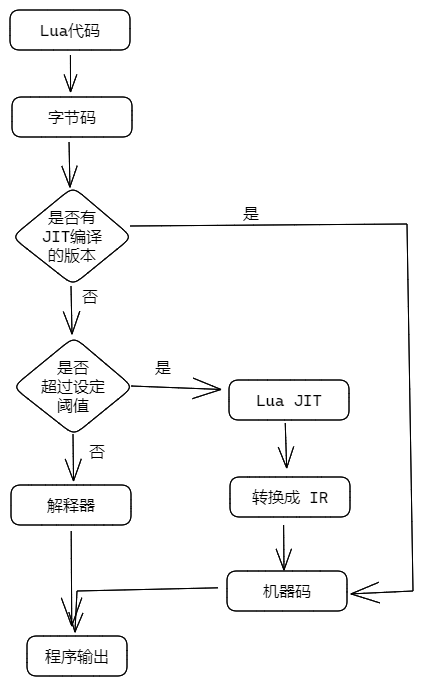 Lua代码
字节码
是否有
JIT编译
的版本
是
否
是否
超过设定
阈值
是
Lua JIT
否
解释器
转换成 IR
机器码
程序输出